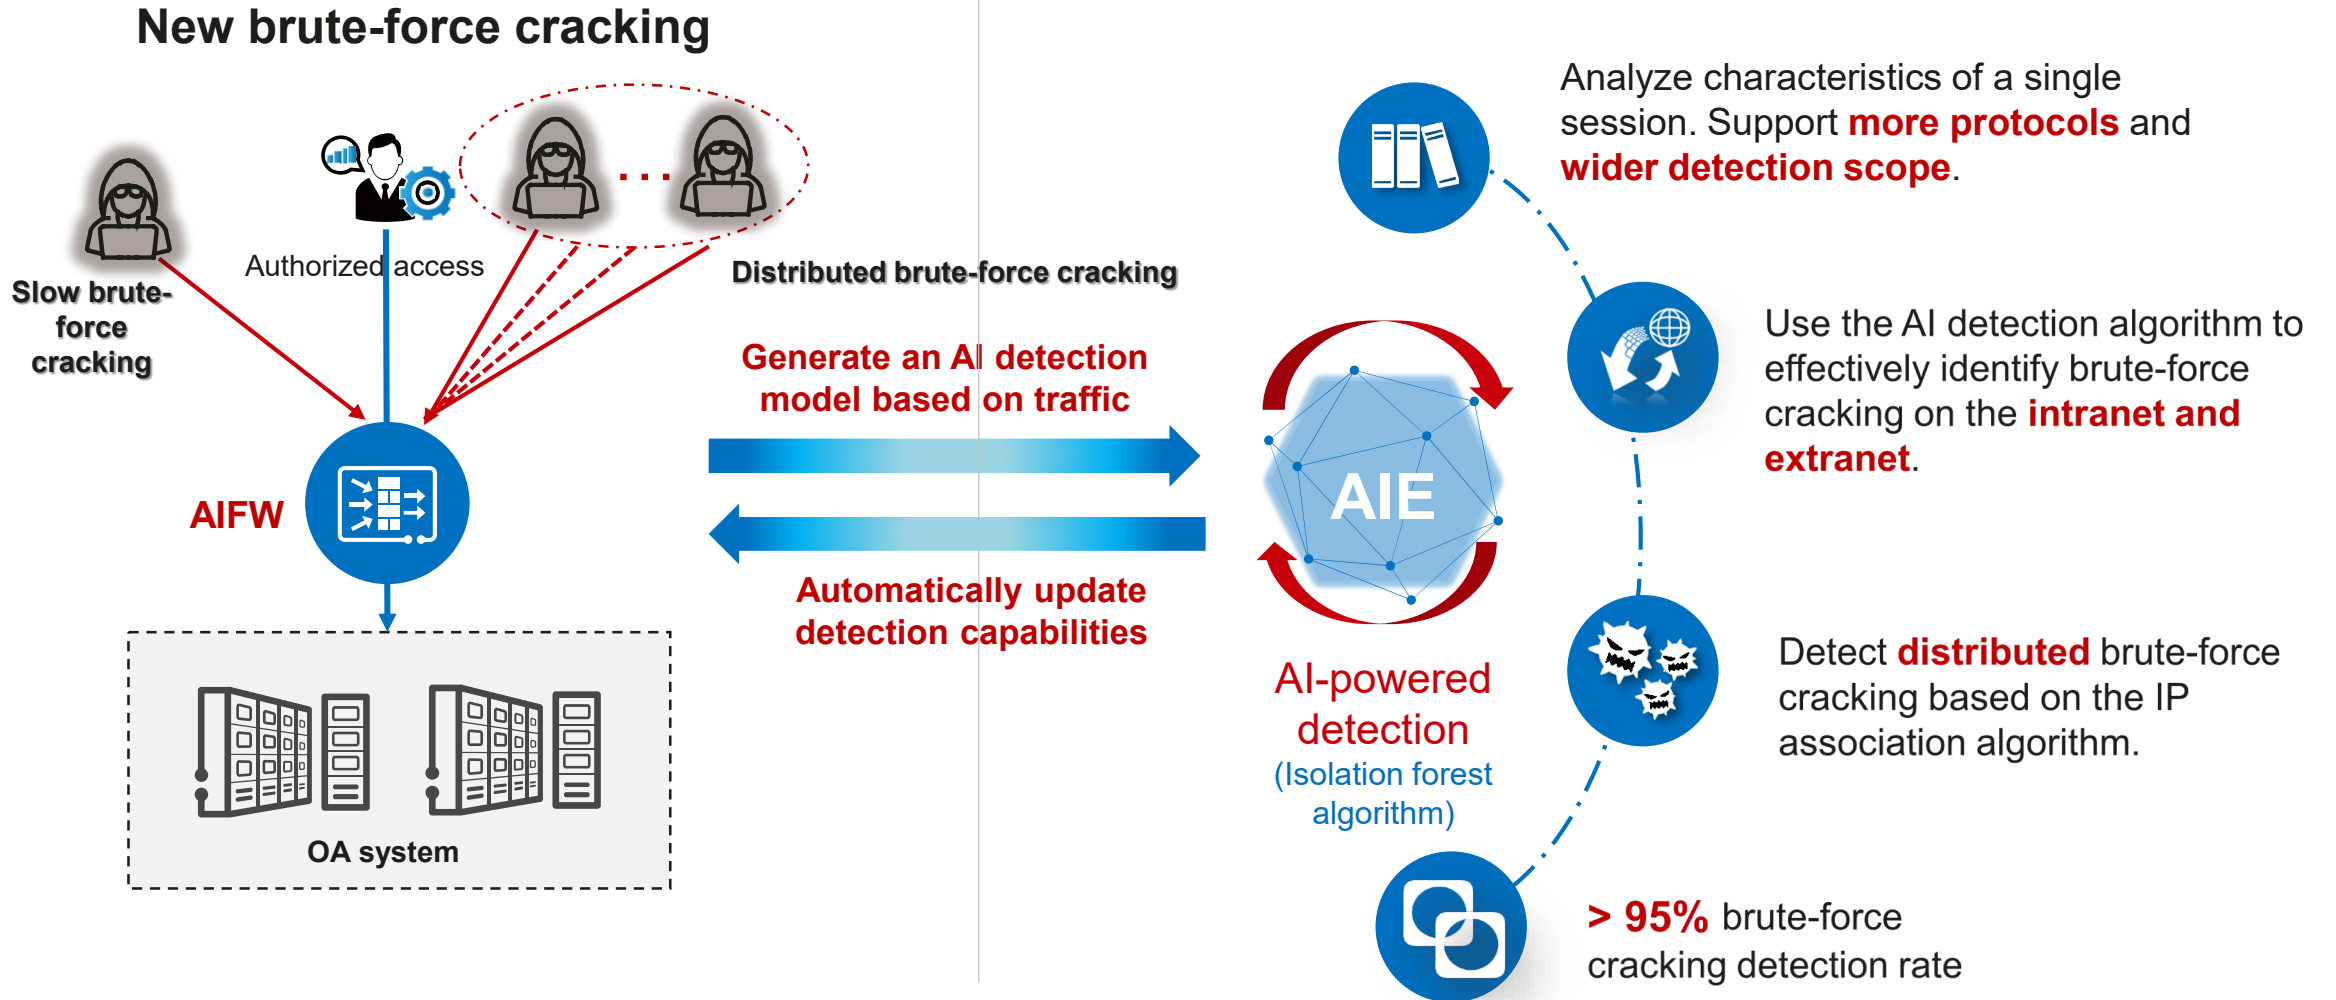 New brute-force cracking
Authorized access
Slow brute-
force
cracking
Distributed brute-force cracking
Generate an AI detection
model based on traffic
AIFW
Automatically update
detection capabilities
OA system
AIE
AI-powered
detection
(Isolation forest
algorithm)
Analyze characteristics of a single
session. Support more protocols and
wider detection scope.
Use the AI detection algorithm to
effectively identify brute-force
cracking on the intranet and
extranet.
Detect distributed brute-force
cracking based on the IP
association algorithm.
> 95% brute-force
cracking detection rate